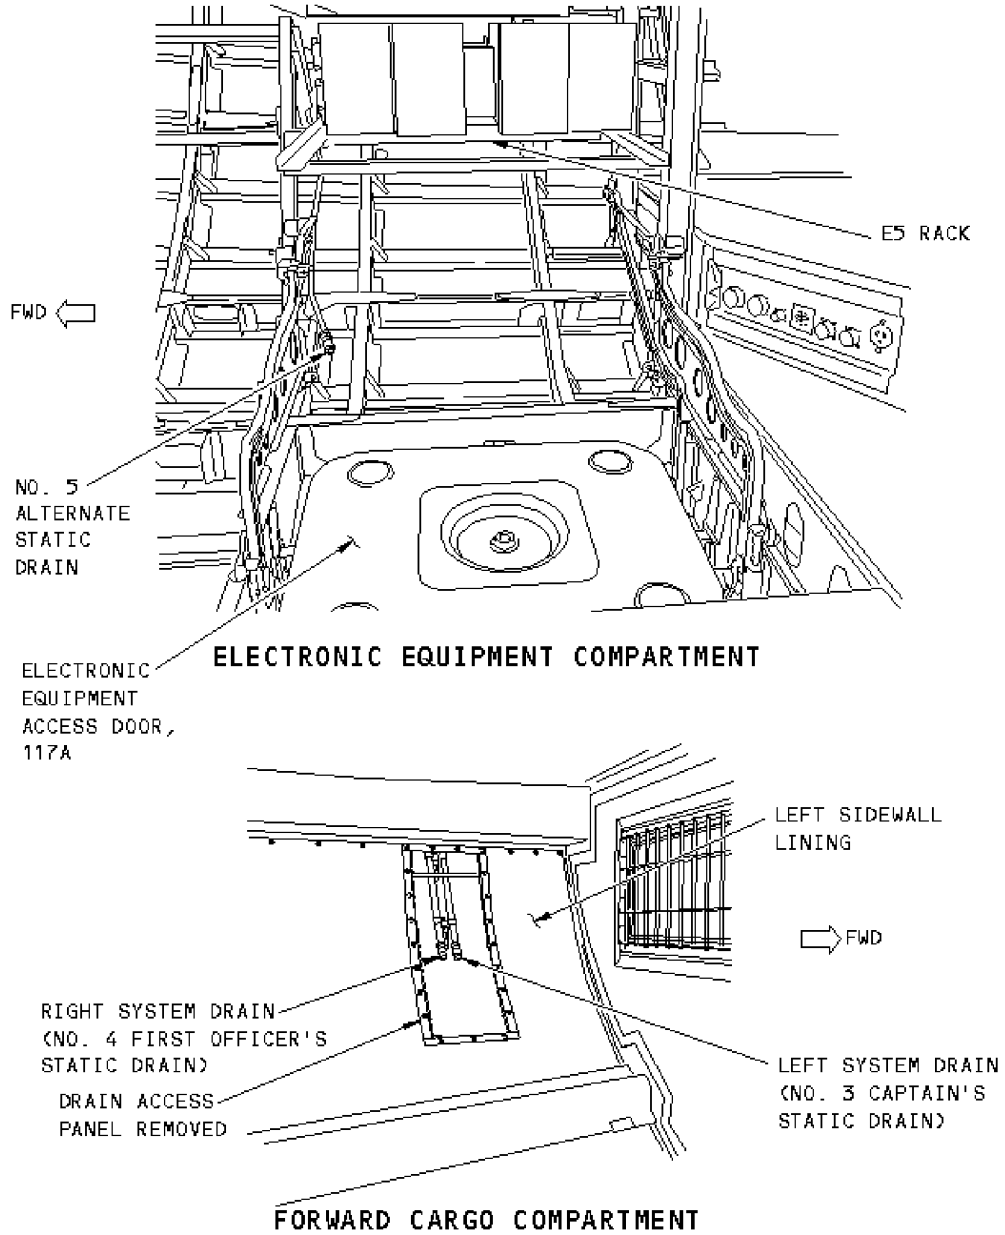 E5 RACK
FWD
NO. 5
ALTERNATE
STATIC
DRAIN
ELECTRONIC EQUIPMENT COMPARTMENT
ELECTRONIC
EQUIPMENT
ACCESS DOOR,
117A
LEFT SIDEWALL
LINING
FWD
RIGHT SYSTEM DRAIN
(NO. 4 FIRST OFFICER'S
STATIC DRAIN)
LEFT SYSTEM DRAIN
(NO. 3 CAPTAIN'S
STATIC DRAIN)
DRAIN ACCESS
PANEL REMOVED
FORWARD CARGO COMPARTMENT